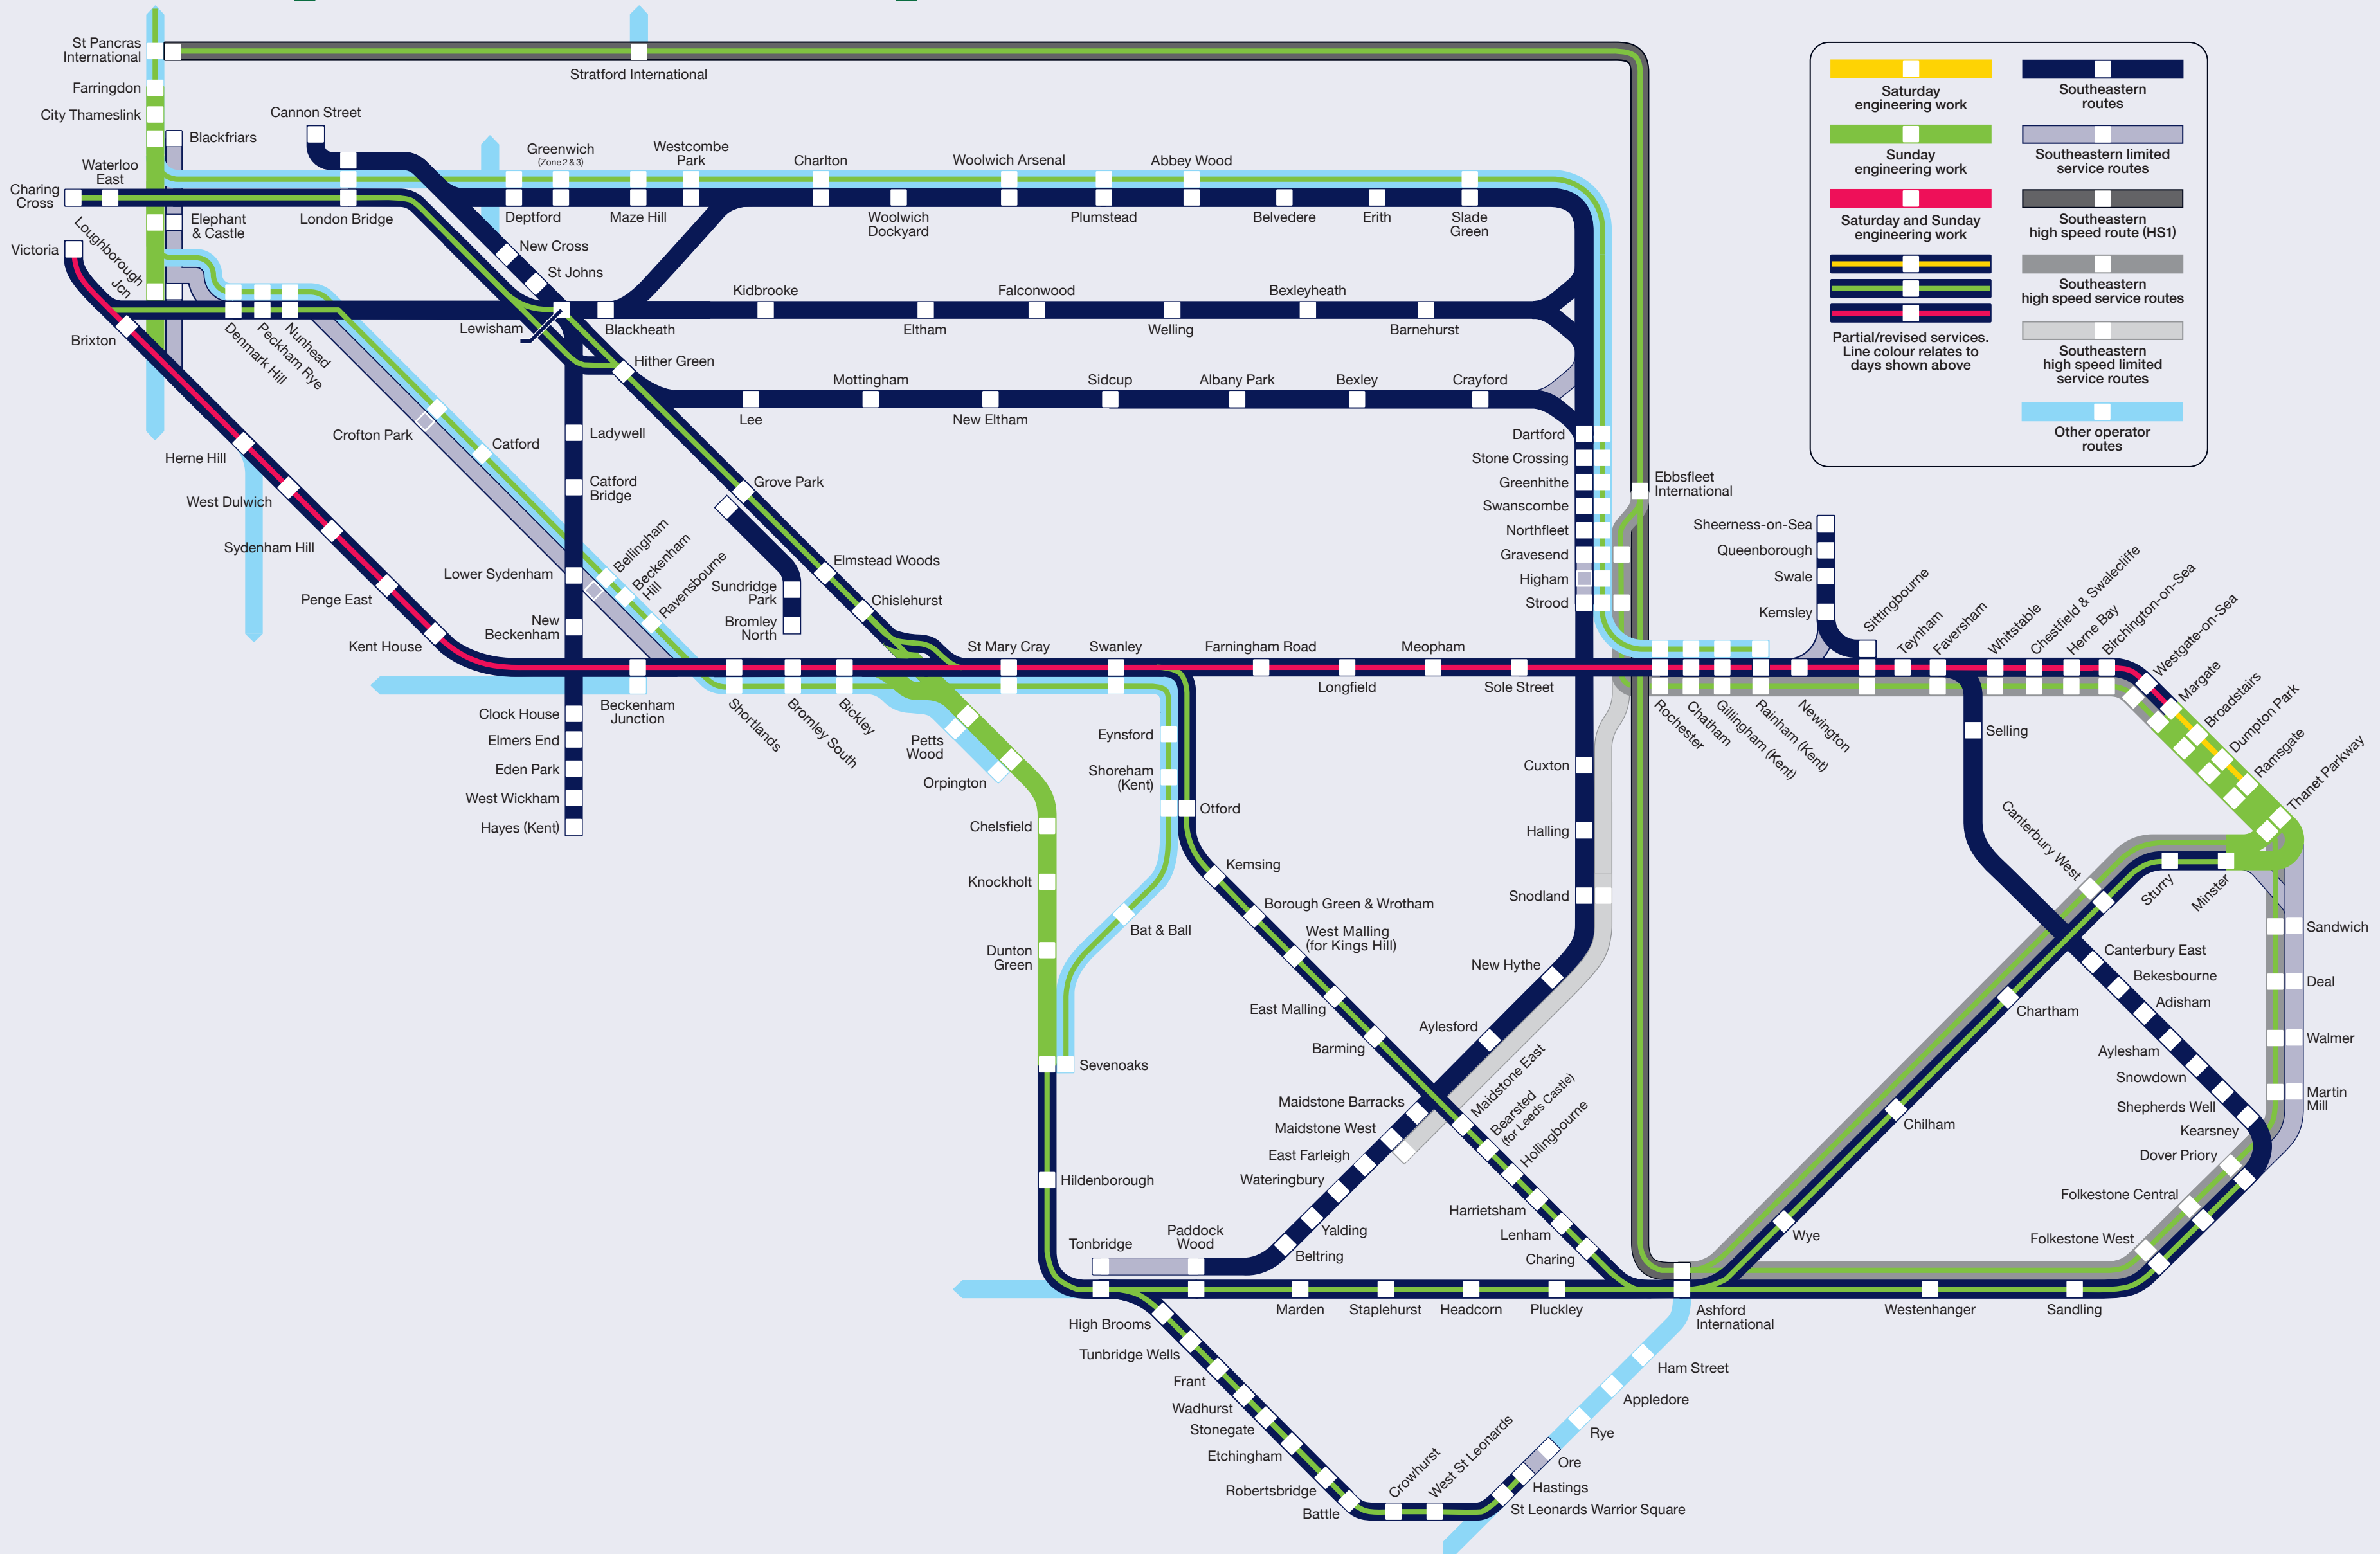 St Pancras
International
Stratford International
Farringdon
City Thameslink
Blackfriars
Cannon Street
Waterloo
East
Charing
Cross
London Bridge
Elephant
& Castle
Loughborough
Jcn
Victoria
Brixton
Greenwich
(Zone 2 & 3)
Westcombe
Park
Charlton
Woolwich Arsenal
Abbey Wood
Deptford
Maze Hill
Woolwich
Dockyard
Plumstead
Belvedere
Erith
Slade
Green
New Cross
St Johns
Lewisham
Blackheath
Kidbrooke
Eltham
Falconwood
Welling
Bexleyheath
Barnehurst
Denmark Hill
Peckham Rye
Nunhead
Hither Green
Lee
Mottingham
New Eltham
Sidcup
Albany Park
Bexley
Crayford
Crofton Park
Catford
Ladywell
Catford
Bridge
Herne Hill
West Dulwich
Sydenham Hill
Penge East
Kent House
Grove Park
Elmstead Woods
Chislehurst
Sundridge
Park
Bromley
North
Lower Sydenham
New
Beckenham
Bellingham
Beckenham
Hill
Ravensbourne
Clock House
Elmers End
Eden Park
West Wickham
Hayes (Kent)
Beckenham
Junction
Shortlands
Bromley South
Bickley
Petts
Wood
Orpington
St Mary Cray
Swanley
Farningham Road
Longfield
Meopham
Sole Street
Dartford
Stone Crossing
Greenhithe
Swanscombe
Northfleet
Gravesend
Higham
Strood
Ebbsfleet
International
Sheerness-on-Sea
Queenborough
Swale
Kemsley
Sittingbourne
Teynham
Faversham
Whitstable
Chestfield & Swalecliffe
Herne Bay
Birchington-on-Sea
Westgate-on-Sea
Margate
Broadstairs
Dumpton Park
Ramsgate
Thanet Parkway
Rochester
Chatham
Gillingham (Kent)
Rainham (Kent)
Newington
Selling
Eynsford
Shoreham
(Kent)
Otford
Kemsing
Borough Green & Wrotham
West Malling
(for Kings Hill)
East Malling
Barming
Bat & Ball
Chelsfield
Knockholt
Dunton
Green
Sevenoaks
Hildenborough
Cuxton
Halling
Snodland
New Hythe
Aylesford
Maidstone Barracks
Maidstone West
East Farleigh
Wateringbury
Yalding
Beltring
Maidstone East
Bearsted
(for Leeds Castle)
Hollingbourne
Harrietsham
Lenham
Charing
Tonbridge
Paddock
Wood
Marden
Staplehurst
Headcorn
Pluckley
Ashford
International
Westenhanger
Sandling
High Brooms
Tunbridge Wells
Frant
Wadhurst
Stonegate
Etchingham
Robertsbridge
Battle
Crowhurst
West St Leonards
St Leonards Warrior Square
Hastings
Ore
Rye
Appledore
Ham Street
Canterbury West
Sturry
Minster
Chartham
Chilham
Wye
Canterbury East
Bekesbourne
Adisham
Aylesham
Snowdown
Shepherds Well
Kearsney
Dover Priory
Folkestone Central
Folkestone West
Sandwich
Deal
Walmer
Martin
Mill
Saturday
engineering work
Sunday
engineering work
Saturday and Sunday
engineering work
Partial/revised services.
Line colour relates to
days shown above
Southeastern
routes
Southeastern limited
service routes
Southeastern
high speed route (HS1)
Southeastern
high speed service routes
Southeastern
high speed limited
service routes
Other operator
routes